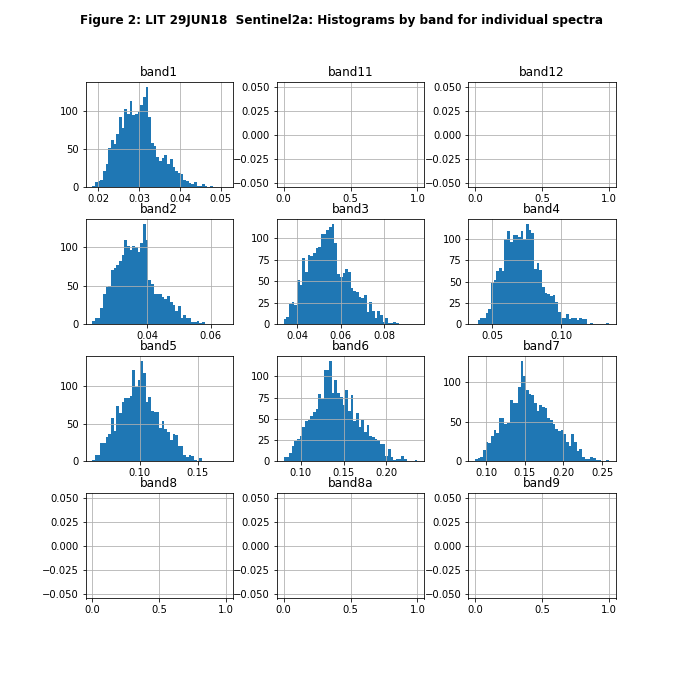 Figure 2: LIT 29JUN18  Sentinel2a: Histograms by band for individual spectra
band1 band11 band12
100 50 0
0.02 0.03 0.04 0.05
0.050 0.025 0.000 −0.025 −0.050
0.0 0.5 1.0
0.050 0.025 0.000 −0.025 −0.050
0.0 0.5 1.0
band2 band3 band4
100 50 0
0.04 0.06
100 75 50 25 0
0.04 0.06 0.08
100 75 50 25 0
0.05 0.10
band5 band6 band7
100 50 0
0.10 0.15
100 75 50 25 0
0.10 0.15 0.20
100 50 0
0.10 0.15 0.20 0.25
band8 band8a band9
0.050 0.025 0.000 −0.025 −0.050
0.0 0.5 1.0
0.050 0.025 0.000 −0.025 −0.050
0.0 0.5 1.0
0.050 0.025 0.000 −0.025 −0.050
0.0 0.5 1.0